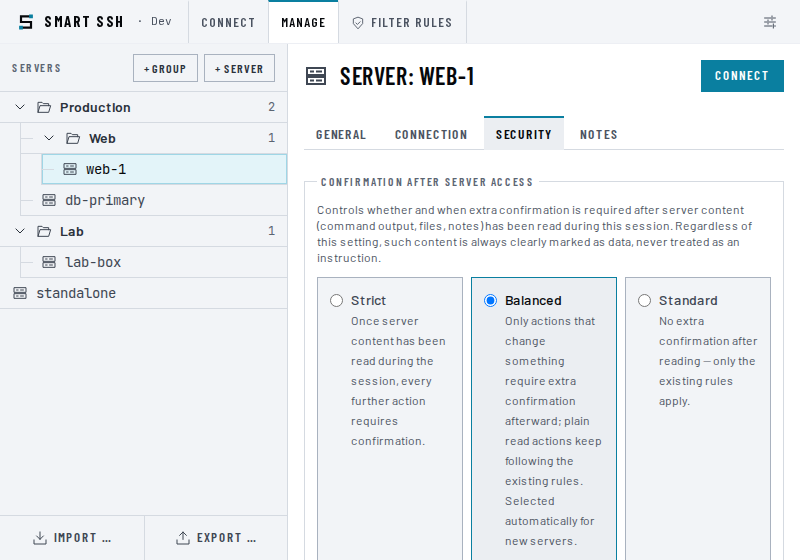 SMART SSH · Dev CONNECT MANAGE FILTER RULES
SERVERS + GROUP + SERVER
Production 2
Web 1
web-1
db-primary
Lab 1
lab-box
standalone
IMPORT … EXPORT …
SERVER: WEB-1 CONNECT
GENERAL CONNECTION SECURITY NOTES
CONFIRMATION AFTER SERVER ACCESS
Controls whether and when extra confirmation is required after server content
(command output, files, notes) has been read during this session. Regardless of
this setting, such content is always clearly marked as data, never treated as an
instruction.
Strict
Once server
content has been
read during the
session, every
further action
requires
confirmation.
Balanced
Only actions that
change
something
require extra
confirmation
afterward; plain
read actions keep
following the
existing rules.
Selected
automatically for
new servers.
Standard
No extra
confirmation after
reading — only the
existing rules
apply.